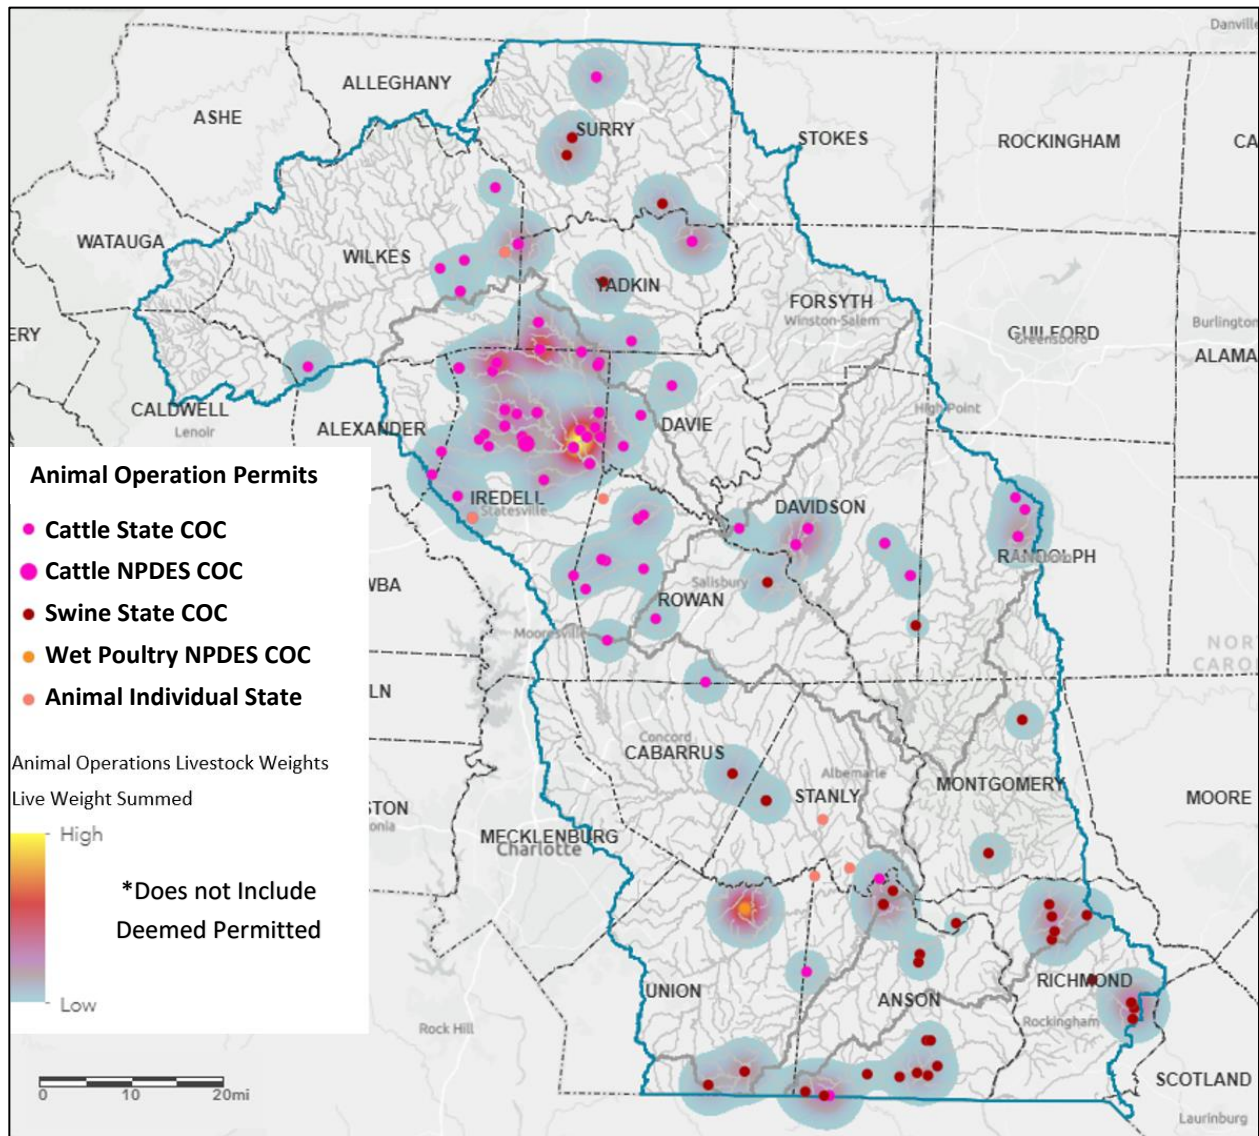 Danville
ALLEGHANY
ASHE
SURRY
STOKES
ROCKINGHAM
CA
WATAUGA
WILKES
YADKIN
FORSYTH
Winston-Salem
GUILFORD
Greensboro
Burlington
ERY
ALAMA
CALDWELL
Lenoir
ALEXANDER
DAVIE
High Point
IREDELL
Statesville
DAVIDSON
RANDOLPH
WBA
Salisbury
ROWAN
Mooresville
NOR
CARO
LN
Concord
CABARRUS
Albemarle
STANLY
MONTGOMERY
MOORE
STON
onia
MECKLENBURG
Charlotte
UNION
ANSON
RICHMOND
Rockingham
Rock Hill
SCOTLAND
Laurinburg
Animal Operation Permits
Cattle State COC
Cattle NPDES COC
Swine State COC
Wet Poultry NPDES COC
Animal Individual State
Animal Operations Livestock Weights
Live Weight Summed
High
*Does not Include
Deemed Permitted
Low
0 10 20mi